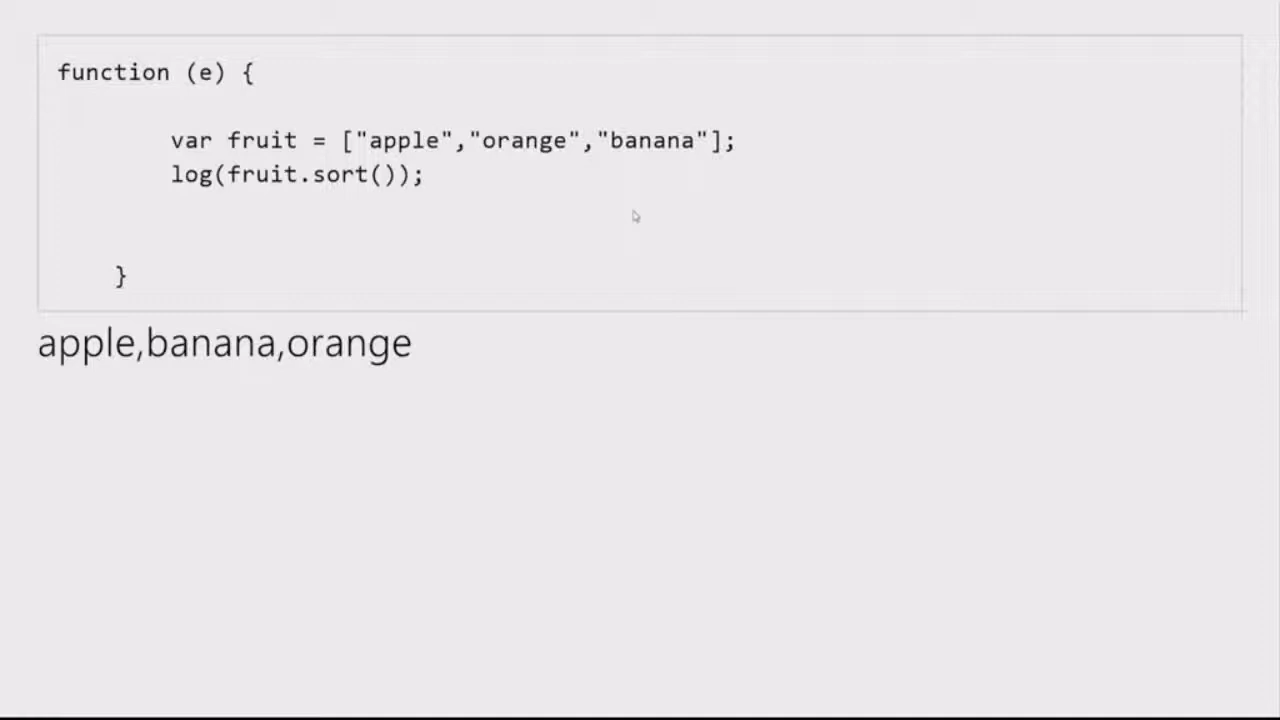 function (e) {
var fruit = ["apple","orange","banana"];
log(fruit.sort());
}
apple,banana,orange